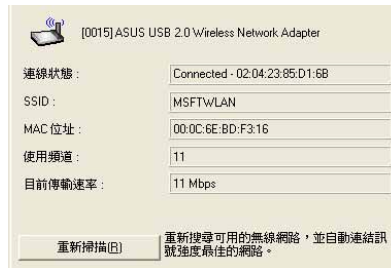 [0015] ASUS USB 2.0 Wireless Network Adapter
連線狀態： Connected - 02:04:23:85:D1:6B
SSID： MSFTWLAN
MAC 位址： 00:0C:6E:BD:F3:16
使用頻道： 11
目前傳輸速率： 11 Mbps
重新掃描(R)
重新搜尋可用的無線網路，並自動連結訊
號強度最佳的網路。